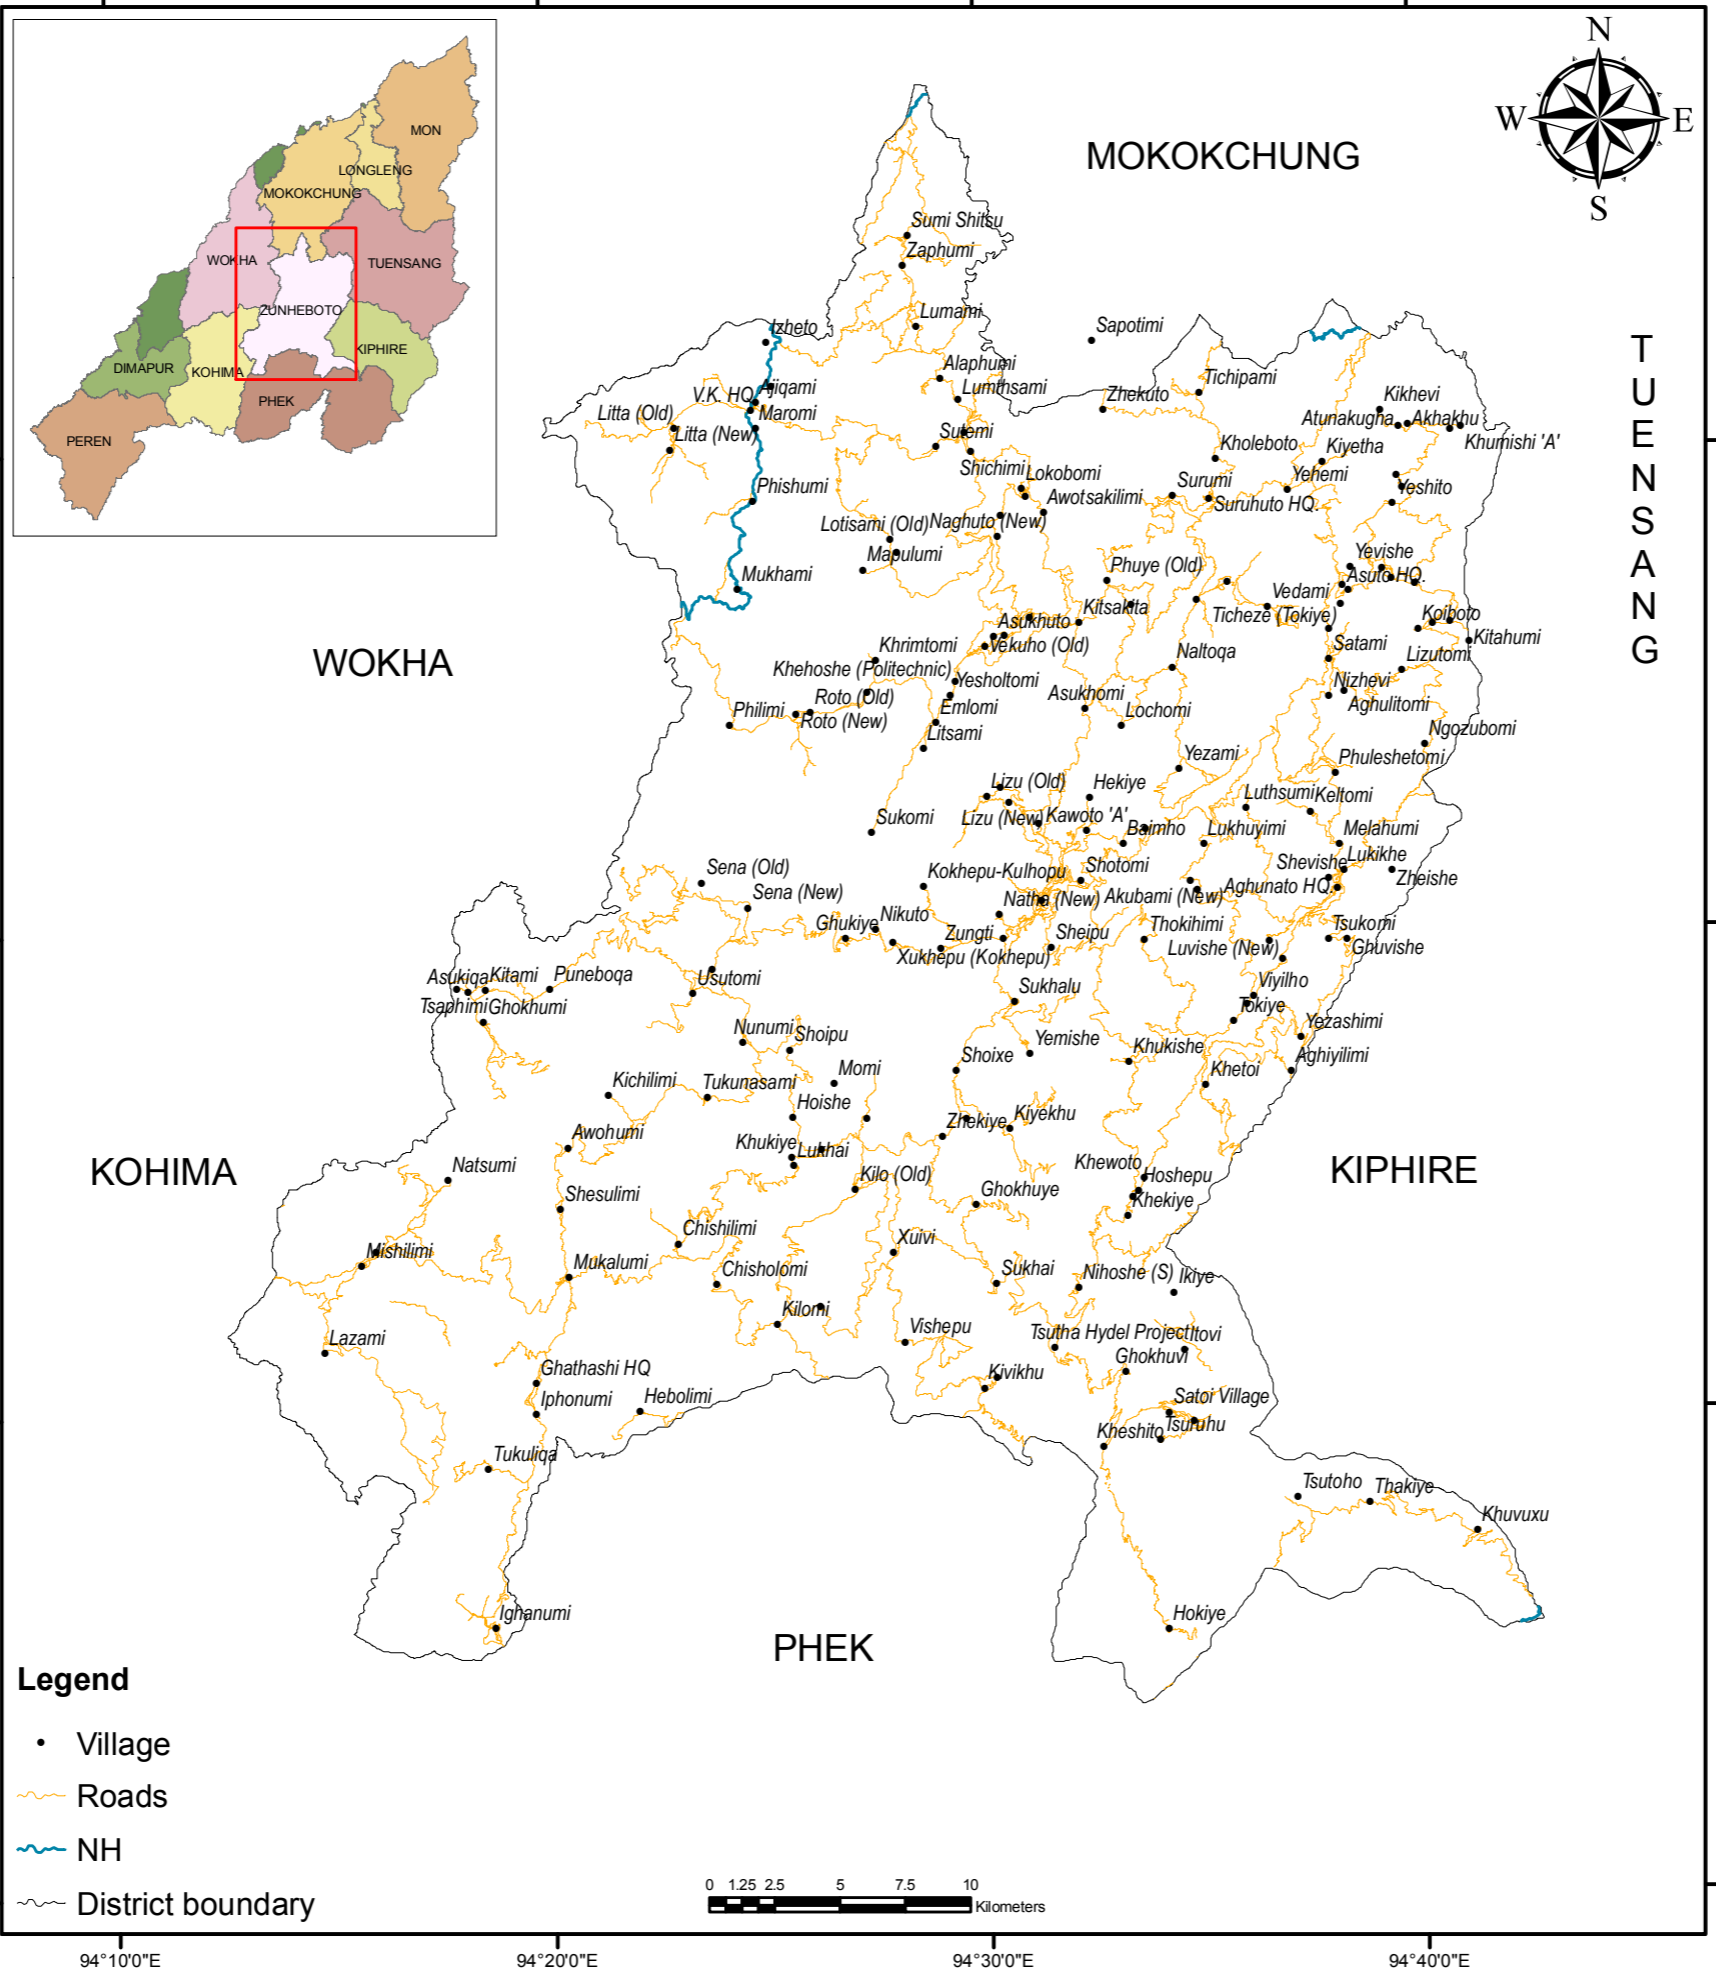 MON
LONGLENG
MOKOKCHUNG
WOKHA
TUENSANG
ZUNHEBOTO
KIPHIRE
DIMAPUR
KOHIMA
PHEK
PEREN
N
W E
S
MOKOKCHUNG
TUENSANG
WOKHA
KOHIMA
KIPHIRE
PHEK
Sumi Shitsu
Zaphumi
Lumami
Izheto
Sapotimi
Alaphumi
Tichipami
Ajiqami
Lumthsami
V.K. HQ
Zhekuto
Kikhevi
Litta (Old)
Maromi
Atunakugha
Akhakhu
Litta (New)
Sutemi
Khumishi 'A'
Kholeboto
Kiyetha
Shichimi
Lokobomi
Yehemi
Surumi
Phishumi
Awotsakilimi
Yeshito
Suruhuto HQ.
Lotisami (Old)
Naghuto (New)
Mapulumi
Yevishe
Phuye (Old)
Mukhami
Asuto HQ.
Vedami
Kitsakita
Ticheze (Tokiye)
Koiboto
Asukhuto
Kitahumi
Khrimtomi
Vekuho (Old)
Satami
Naltoqa
Lizutomi
Khehoshe (Politechnic)
Yesholtomi
Nizhevi
Roto (Old)
Asukhomi
Aghulitomi
Philimi
Roto (New)
Emlomi
Lochomi
Litsami
Ngozubomi
Yezami
Phuleshetomi
Lizu (Old)
Hekiye
Luthsumi
Keltomi
Sukomi
Lizu (New)
Kawoto 'A'
Baimho
Lukhuyimi
Melahumi
Sena (Old)
Kokhepu-Kulhopu
Shotomi
Shevishe
Lukikhe
Zheishe
Sena (New)
Natha (New)
Akubami (New)
Aghunato HQ.
Ghukiye
Nikuto
Zungti
Sheipu
Thokihimi
Tsukomi
Xukhepu (Kokhepu)
Luvishe (New)
Ghuvishe
Asukiqa
Kitami
Puneboqa
Usutomi
Sukhalu
Viyilho
Tsaphimi
Ghokhumi
Tokiye
Nunumi
Shoipu
Yezashimi
Yemishe
Khukishe
Shoixe
Aghiyilimi
Momi
Khetoi
Kichilimi
Tukunasami
Hoishe
Kiyekhu
Zhekiye
Awohumi
Khukiye
Lukhai
Natsumi
Khewoto
Hoshepu
Kilo (Old)
Ghokhuye
Khekiye
Shesulimi
Chishilimi
Xuivi
Mishilimi
Mukalumi
Chisholomi
Sukhai
Nihoshe (S)
Ikiye
Kilomi
Lazami
Vishepu
Tsutha Hydel Project
Itovi
Ghokhuvi
Ghathashi HQ
Kivikhu
Iphonumi
Hebolimi
Satoi Village
Kheshito
Tsuruhu
Tukuliqa
Tsutoho
Thakiye
Khuvuxu
Ighanumi
Hokiye
Legend
Village
Roads
NH
District boundary
0 1.25 2.5 5 7.5 10
Kilometers
94°10'0"E 94°20'0"E 94°30'0"E 94°40'0"E